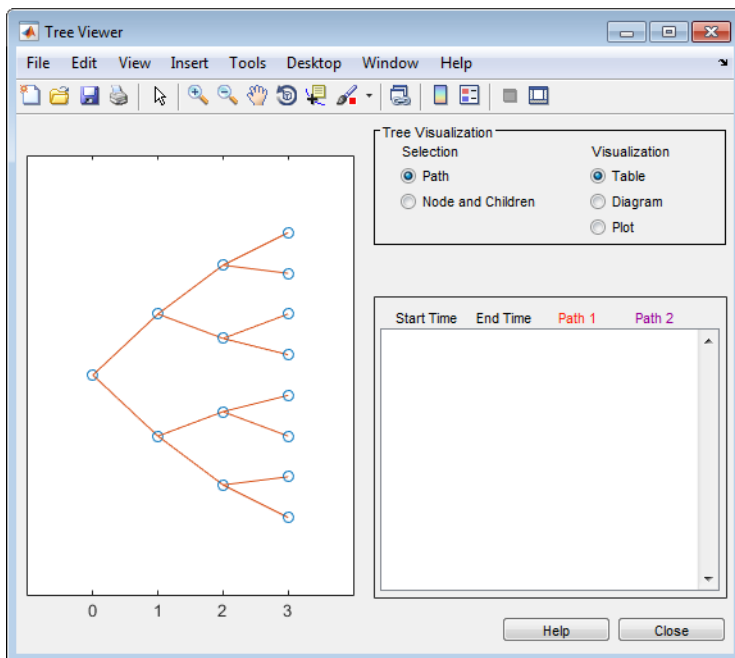 Tree Viewer
File Edit View Insert Tools Desktop Window Help
Tree Visualization
Selection Visualization
Path Table
Node and Children Diagram
Plot
Start Time End Time Path 1 Path 2
0 1 2 3
Help Close